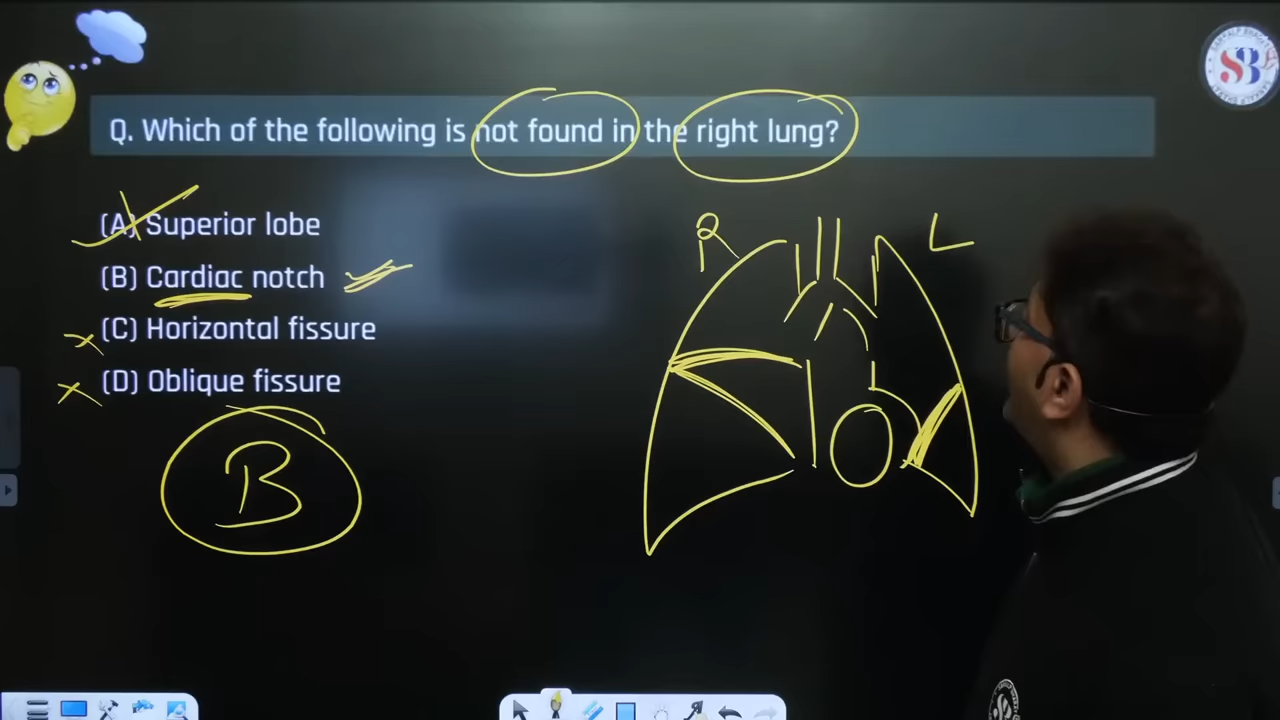 Q. Which of the following is not found in the right lung?
(A) Superior lobe
(B) Cardiac notch
(C) Horizontal fissure
(D) Oblique fissure
B
R
L
SB